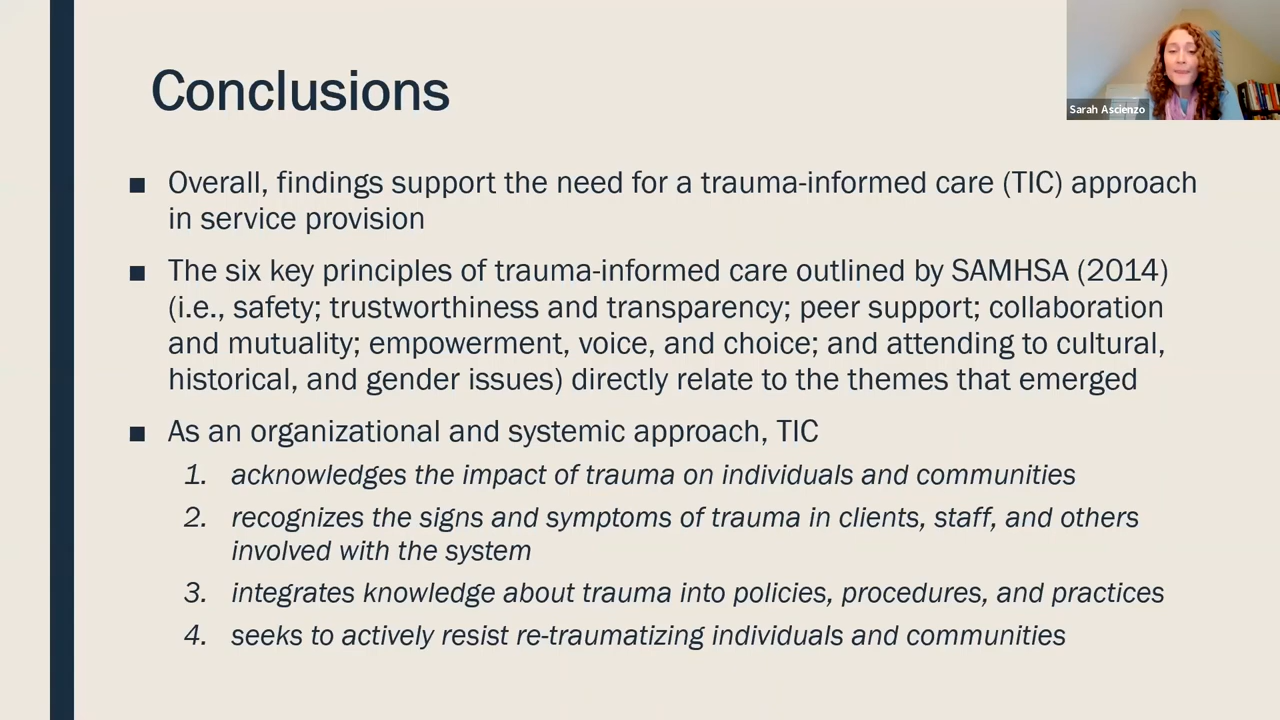 Conclusions
Sarah Ascienzo
■ Overall, findings support the need for a trauma-informed care (TIC) approach
in service provision
■ The six key principles of trauma-informed care outlined by SAMHSA (2014)
(i.e., safety; trustworthiness and transparency; peer support; collaboration
and mutuality; empowerment, voice, and choice; and attending to cultural,
historical, and gender issues) directly relate to the themes that emerged
■ As an organizational and systemic approach, TIC
1. acknowledges the impact of trauma on individuals and communities
2. recognizes the signs and symptoms of trauma in clients, staff, and others
involved with the system
3. integrates knowledge about trauma into policies, procedures, and practices
4. seeks to actively resist re-traumatizing individuals and communities